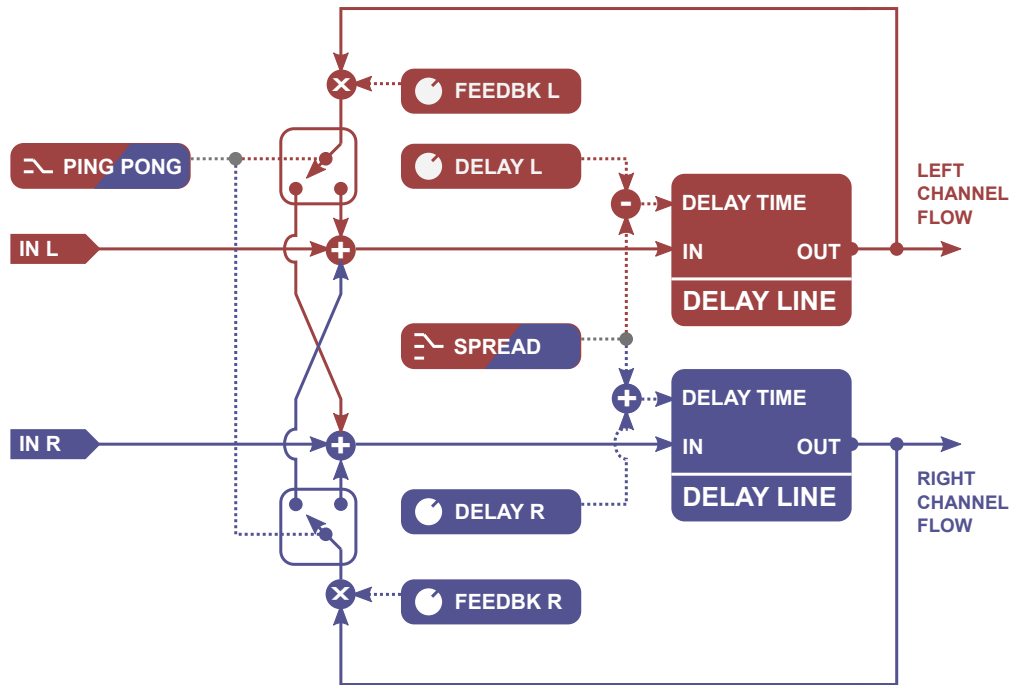 FEEDBK L
PING PONG
DELAY L
LEFT
CHANNEL
FLOW
DELAY TIME
IN L
IN
OUT
DELAY LINE
SPREAD
DELAY TIME
IN R
IN
OUT
DELAY LINE
RIGHT
CHANNEL
FLOW
DELAY R
FEEDBK R